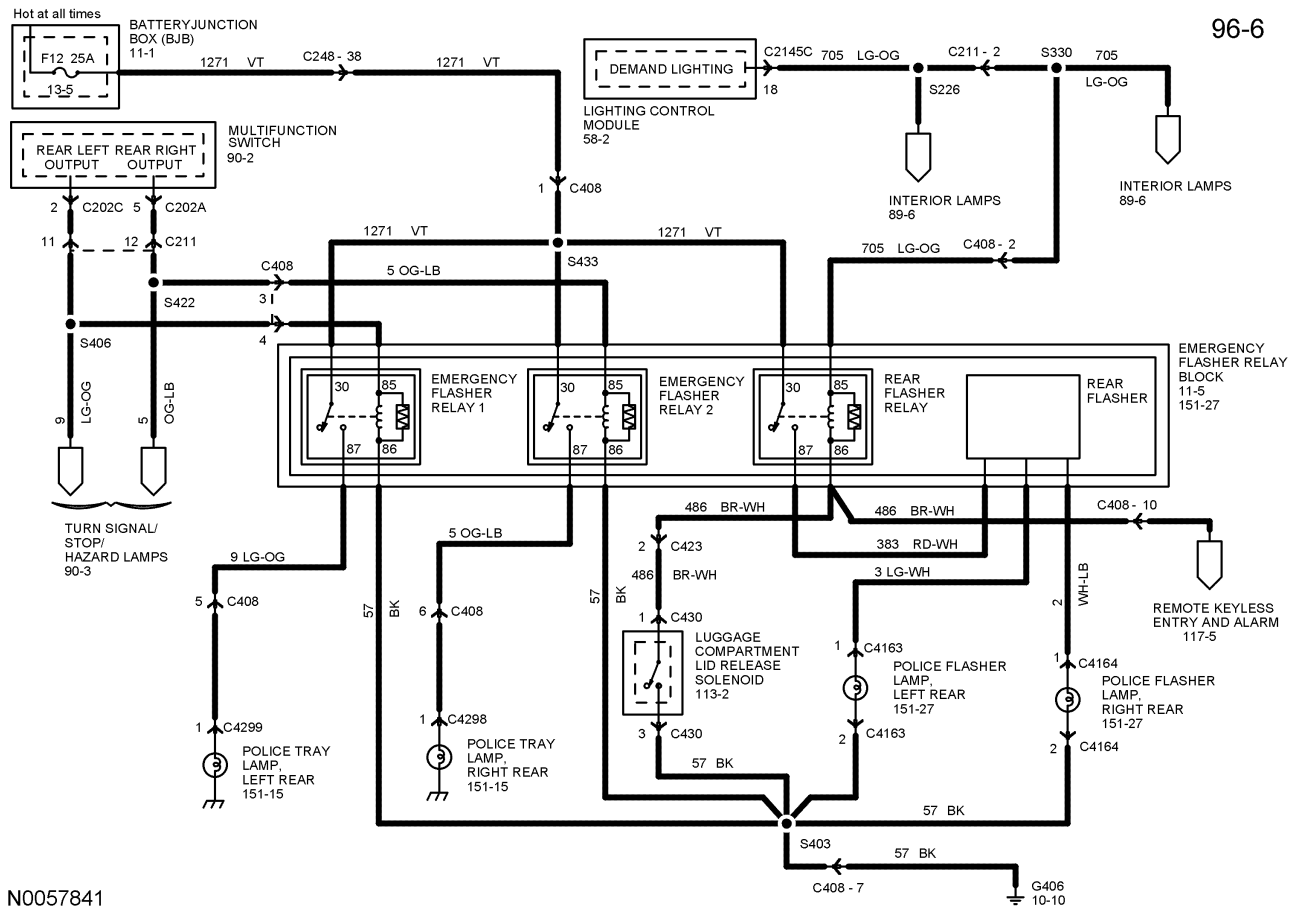 Hot at all times
BATTERYJUNCTION
BOX (BJB)
11-1
F12 25A
13-5
1271 VT
C248 - 38
1271 VT
DEMAND LIGHTING
C2145C
18
LIGHTING CONTROL
MODULE
58-2
705 LG-OG
S226
C211 - 2
S330
705
LG-OG
96-6
INTERIOR LAMPS
89-6
INTERIOR LAMPS
89-6
MULTIFUNCTION
SWITCH
90-2
REAR LEFT
OUTPUT
REAR RIGHT
OUTPUT
2 C202C
5 C202A
11
12 C211
1 C408
1271 VT
1271 VT
S433
705 LG-OG
C408 - 2
C408
3
4
5 OG-LB
S422
S406
9 LG-OG
5 OG-LB
TURN SIGNAL/
STOP/
HAZARD LAMPS
90-3
30
85
87
86
EMERGENCY
FLASHER
RELAY 1
30
85
87
86
EMERGENCY
FLASHER
RELAY 2
30
85
87
86
REAR
FLASHER
RELAY
REAR
FLASHER
EMERGENCY
FLASHER RELAY
BLOCK
11-5
151-27
9 LG-OG
5 C408
1 C4299
POLICE TRAY
LAMP,
LEFT REAR
151-15
57 BK
5 OG-LB
6 C408
1 C4298
POLICE TRAY
LAMP,
RIGHT REAR
151-15
57 BK
486 BR-WH
2 C423
486 BR-WH
1 C430
LUGGAGE
COMPARTMENT
LID RELEASE
SOLENOID
113-2
3 C430
57 BK
486 BR-WH
C408 - 10
383 RD-WH
3 LG-WH
REMOTE KEYLESS
ENTRY AND ALARM
117-5
1 C4163
POLICE FLASHER
LAMP,
LEFT REAR
151-27
2 C4163
2 WH-LB
1 C4164
POLICE FLASHER
LAMP,
RIGHT REAR
151-27
2 C4164
57 BK
S403
57 BK
C408 - 7
G406
10-10
N0057841